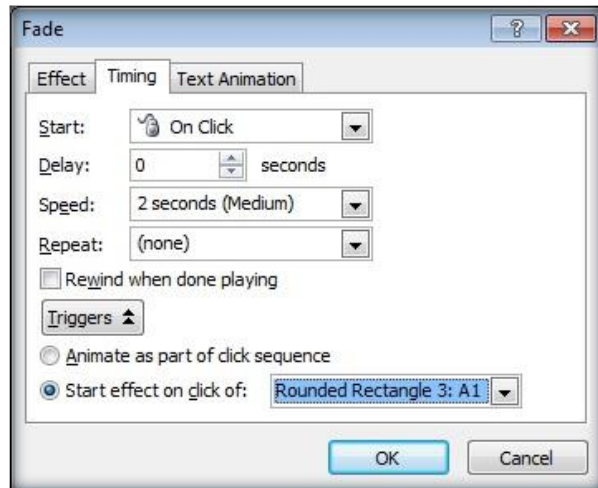 Fade
Effect Timing Text Animation
Start: On Click
Delay: 0 seconds
Speed: 2 seconds (Medium)
Repeat: (none)
Rewind when done playing
Triggers
Animate as part of click sequence
Start effect on click of: Rounded Rectangle 3: A1
OK Cancel